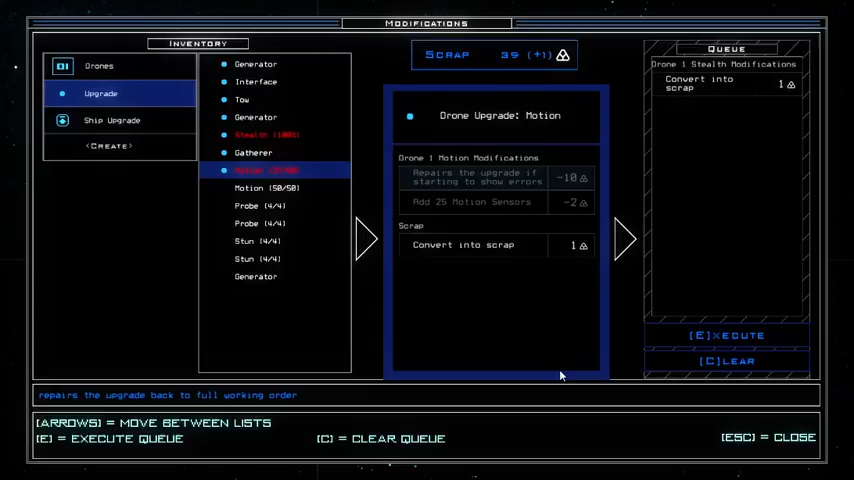 MODIFICATIONS
INVENTORY
Drones
Upgrade
Ship Upgrade
<CREATE>
Generator
Interface
Tow
Generator
Stealth (100%)
Gatherer
Motion
Motion (50/50)
Probe (4/4)
Probe (4/4)
Stun (4/4)
Stun (4/4)
Generator
SCRAP 39 (+1)
Drone Upgrade: Motion
Drone 1 Motion Modifications
Repairs the upgrade if
starting to show errors -10
Add 25 Motion Sensors -2
Scrap
Convert into scrap 1
QUEUE
Drone 1 Stealth Modifications
Convert into
scrap 1
[E]XECUTE
[C]LEAR
repairs the upgrade back to full working order
[ARROWS] = MOVE BETWEEN LISTS
[E] = EXECUTE QUEUE [C] = CLEAR QUEUE [ESC] = CLOSE